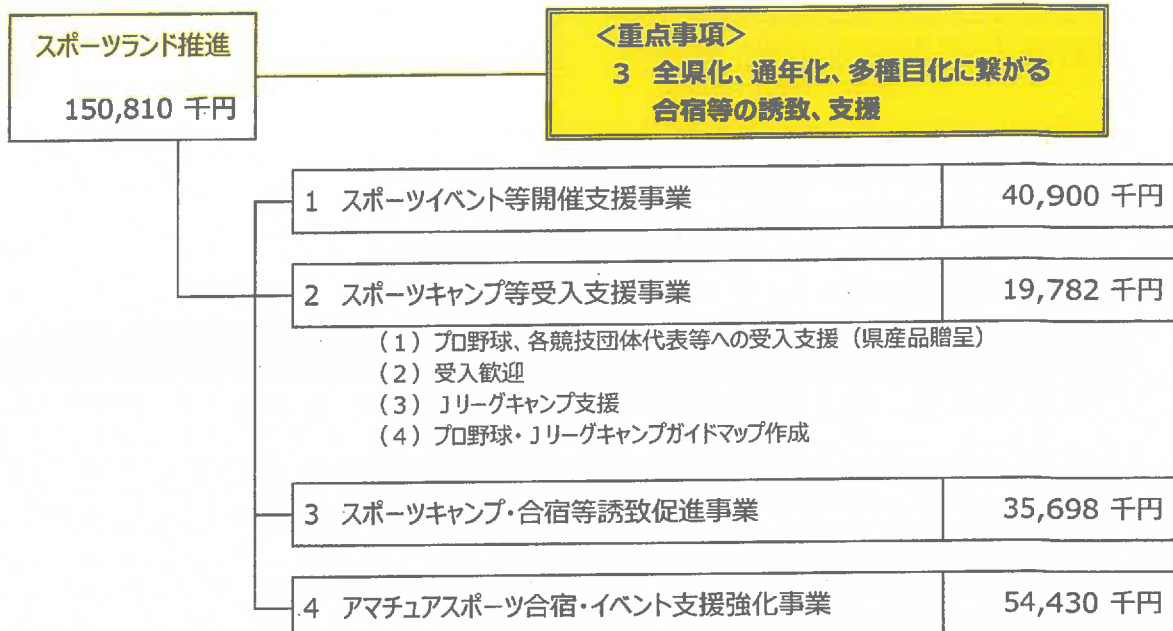 スポーツランド推進
150,810 千円
<重点事項>
3 全県化、通年化、多種目化に繋がる
合宿等の誘致、支援
1 スポーツイベント等開催支援事業 40,900 千円
2 スポーツキャンプ等受入支援事業 19,782 千円
(1) プロ野球、各競技団体代表等への受入支援（県産品贈呈）
(2) 受入歓迎
(3) Jリーグキャンプ支援
(4) プロ野球・Jリーグキャンプガイドマップ作成
3 スポーツキャンプ・合宿等誘致促進事業 35,698 千円
4 アマチュアスポーツ合宿・イベント支援強化事業 54,430 千円